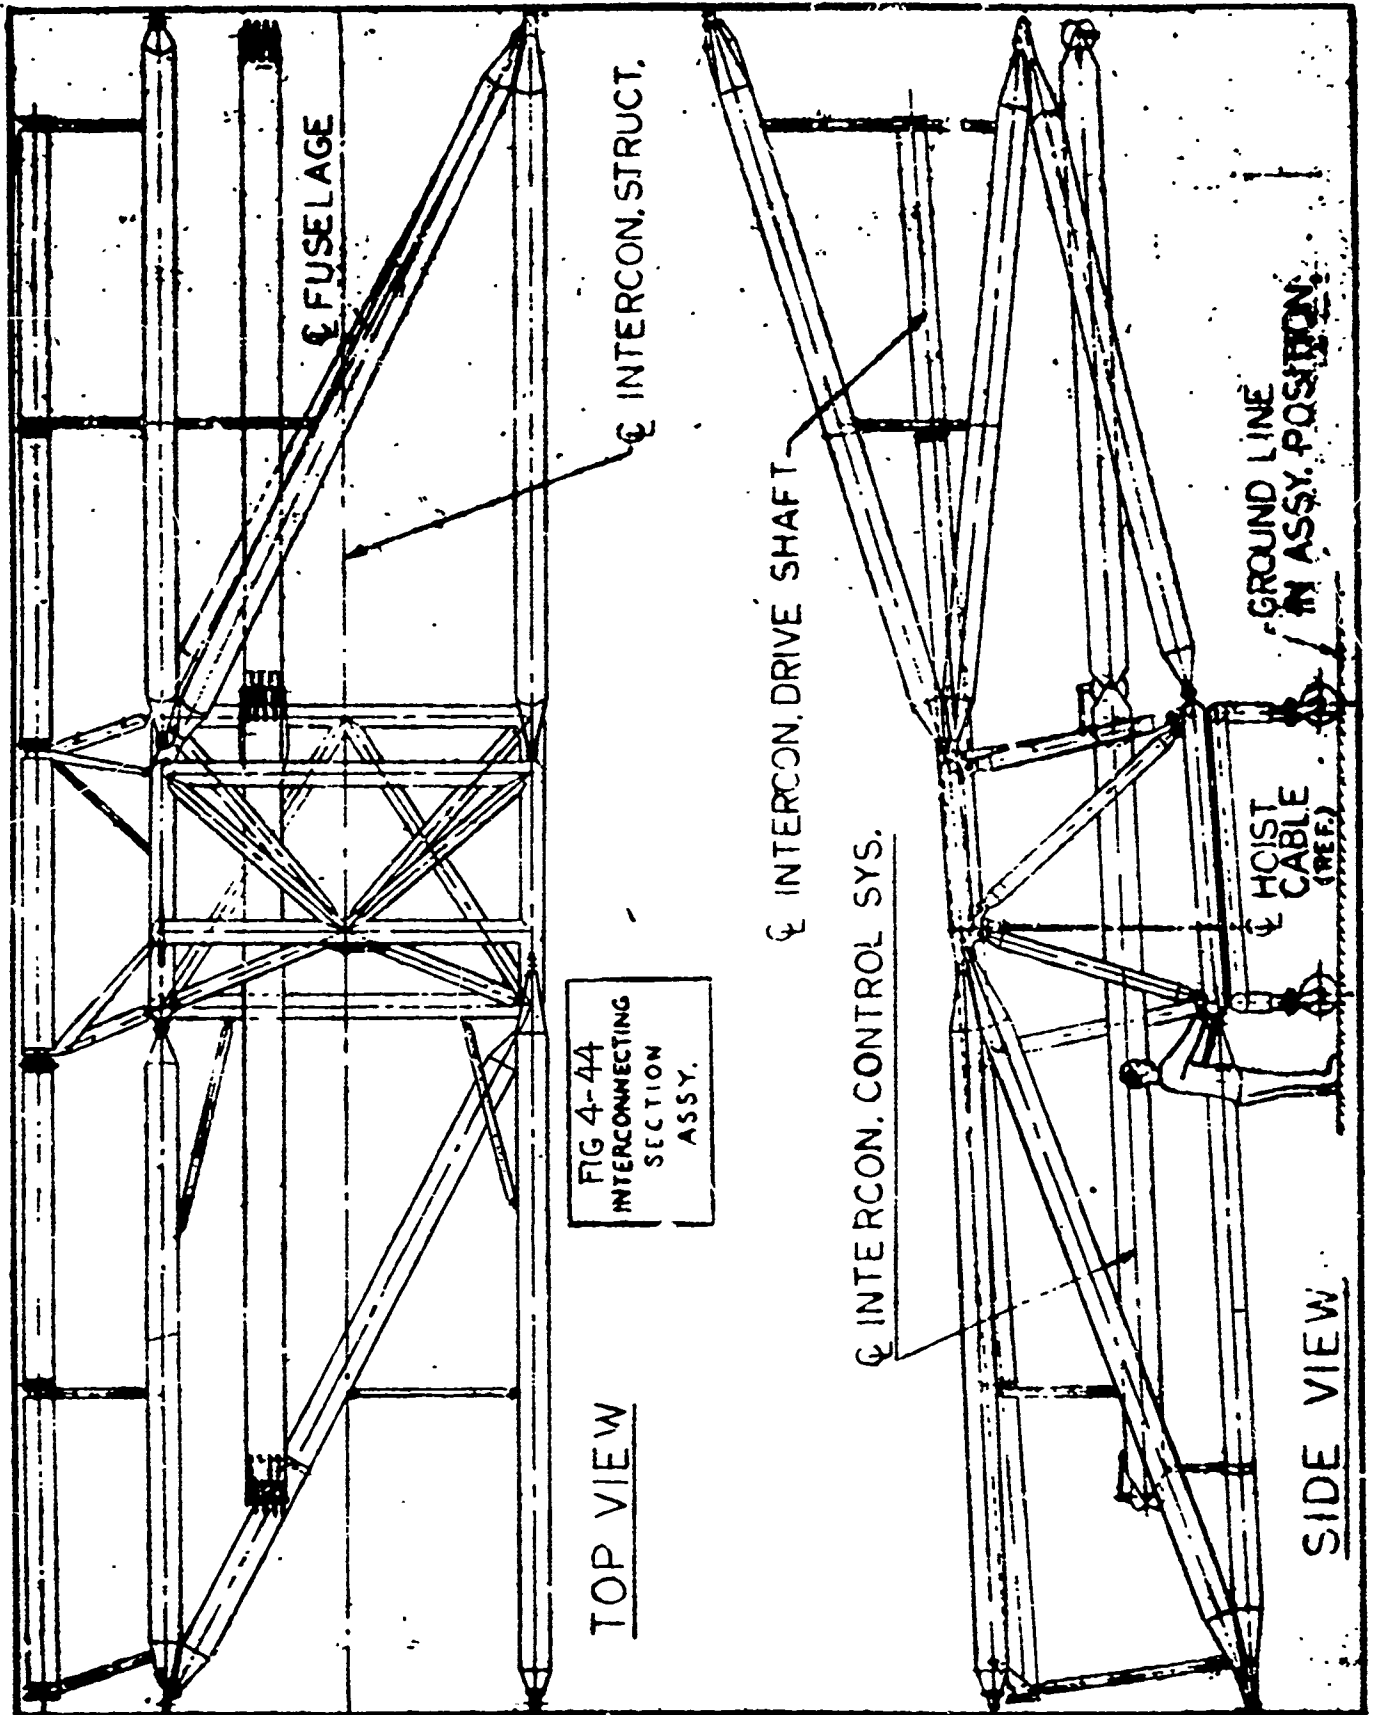 ℄ FUSELAGE
℄ INTERCON. STRUCT.
FIG 4-44
INTERCONNECTING
SECTION
ASSY.
TOP VIEW
℄ INTERCON. DRIVE SHAFT
℄ INTERCON. CONTROL SYS.
GROUND LINE
IN ASSY. POSITION
℄ HOIST
CABLE
(REF.)
SIDE VIEW